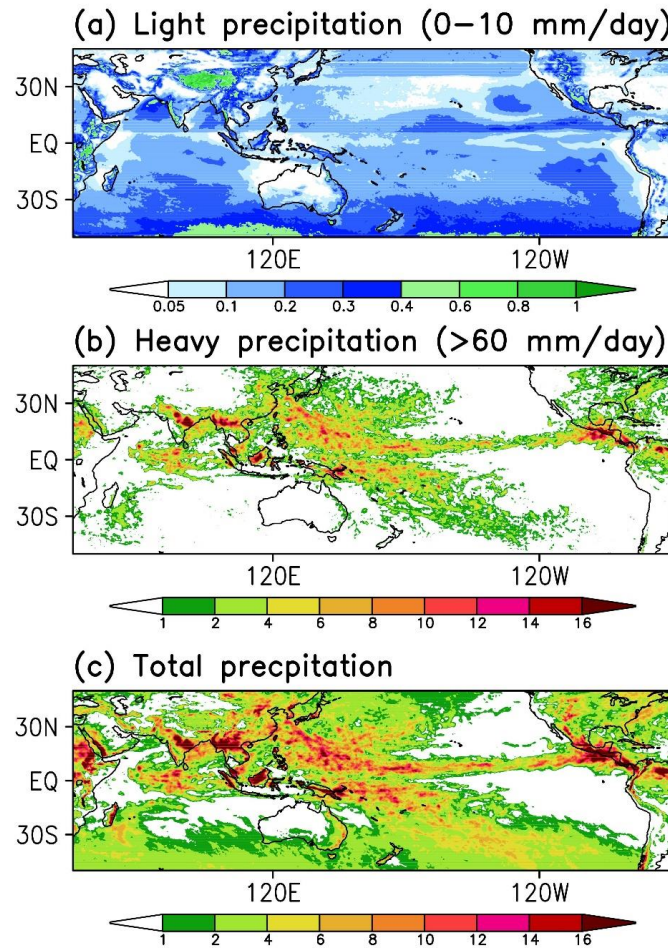 (a) Light precipitation (0–10 mm/day)
30N
EQ
30S
120E 120W
0.05 0.1 0.2 0.3 0.4 0.6 0.8 1
(b) Heavy precipitation (>60 mm/day)
30N
EQ
30S
120E 120W
1 2 4 6 8 10 12 14 16
(c) Total precpitation
30N
EQ
30S
120E 120W
1 2 4 6 8 10 12 14 16